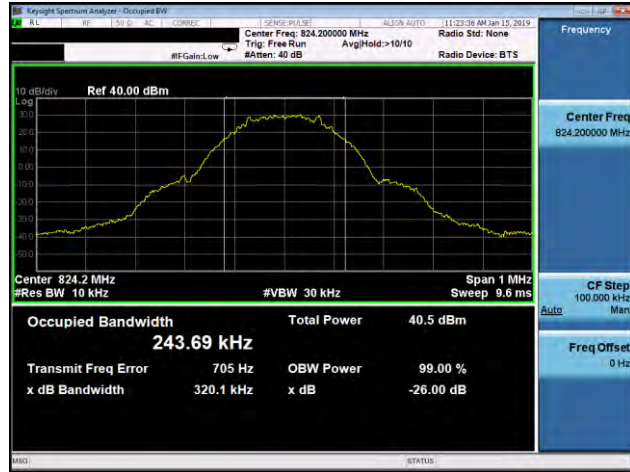 Keysight Spectrum Analyzer - Occupied BW
RL RF 50 Ω AC CORREC SENSE:PULSE ALIGN AUTO 11:23:36 AM Jan 15, 2019
Center Freq: 824.200000 MHz Radio Std: None
Trig: Free Run Avg|Hold:>10/10
#IFGain:Low #Atten: 40 dB Radio Device: BTS
Frequency
10 dB/div Ref 40.00 dBm
Log
30.0
20.0
10.0
0.00
-10.0
-20.0
-30.0
-40.0
-50.0
Center Freq
824.200000 MHz
Center 824.2 MHz Span 1 MHz
#Res BW 10 kHz #VBW 30 kHz Sweep 9.6 ms
CF Step
100.000 kHz
Auto Man
Occupied Bandwidth Total Power 40.5 dBm
243.69 kHz
Transmit Freq Error 705 Hz OBW Power 99.00 %
x dB Bandwidth 320.1 kHz x dB -26.00 dB
Freq Offset
0 Hz
MSG STATUS